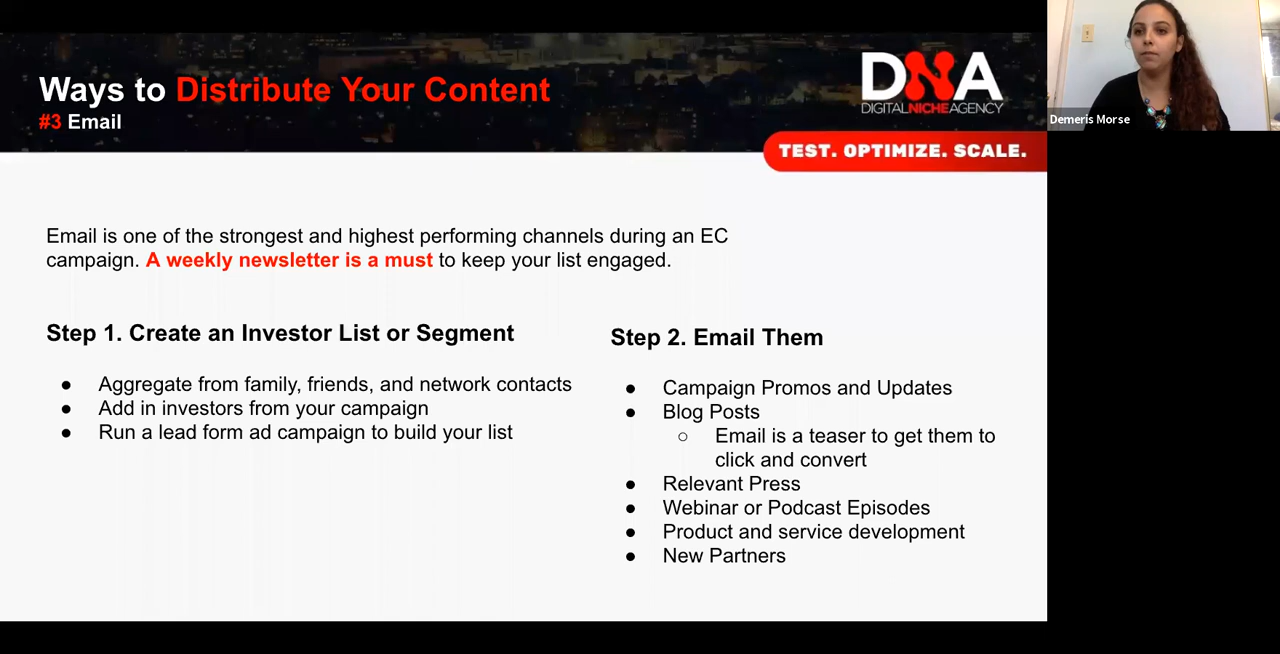 Ways to Distribute Your Content
#3 Email
DNA
DIGITALNICHEAGENCY
TEST. OPTIMIZE. SCALE.
Demeris Morse
Email is one of the strongest and highest performing channels during an EC
campaign. A weekly newsletter is a must to keep your list engaged.
Step 1. Create an Investor List or Segment
● Aggregate from family, friends, and network contacts
● Add in investors from your campaign
● Run a lead form ad campaign to build your list
Step 2. Email Them
● Campaign Promos and Updates
● Blog Posts
○ Email is a teaser to get them to
click and convert
● Relevant Press
● Webinar or Podcast Episodes
● Product and service development
● New Partners